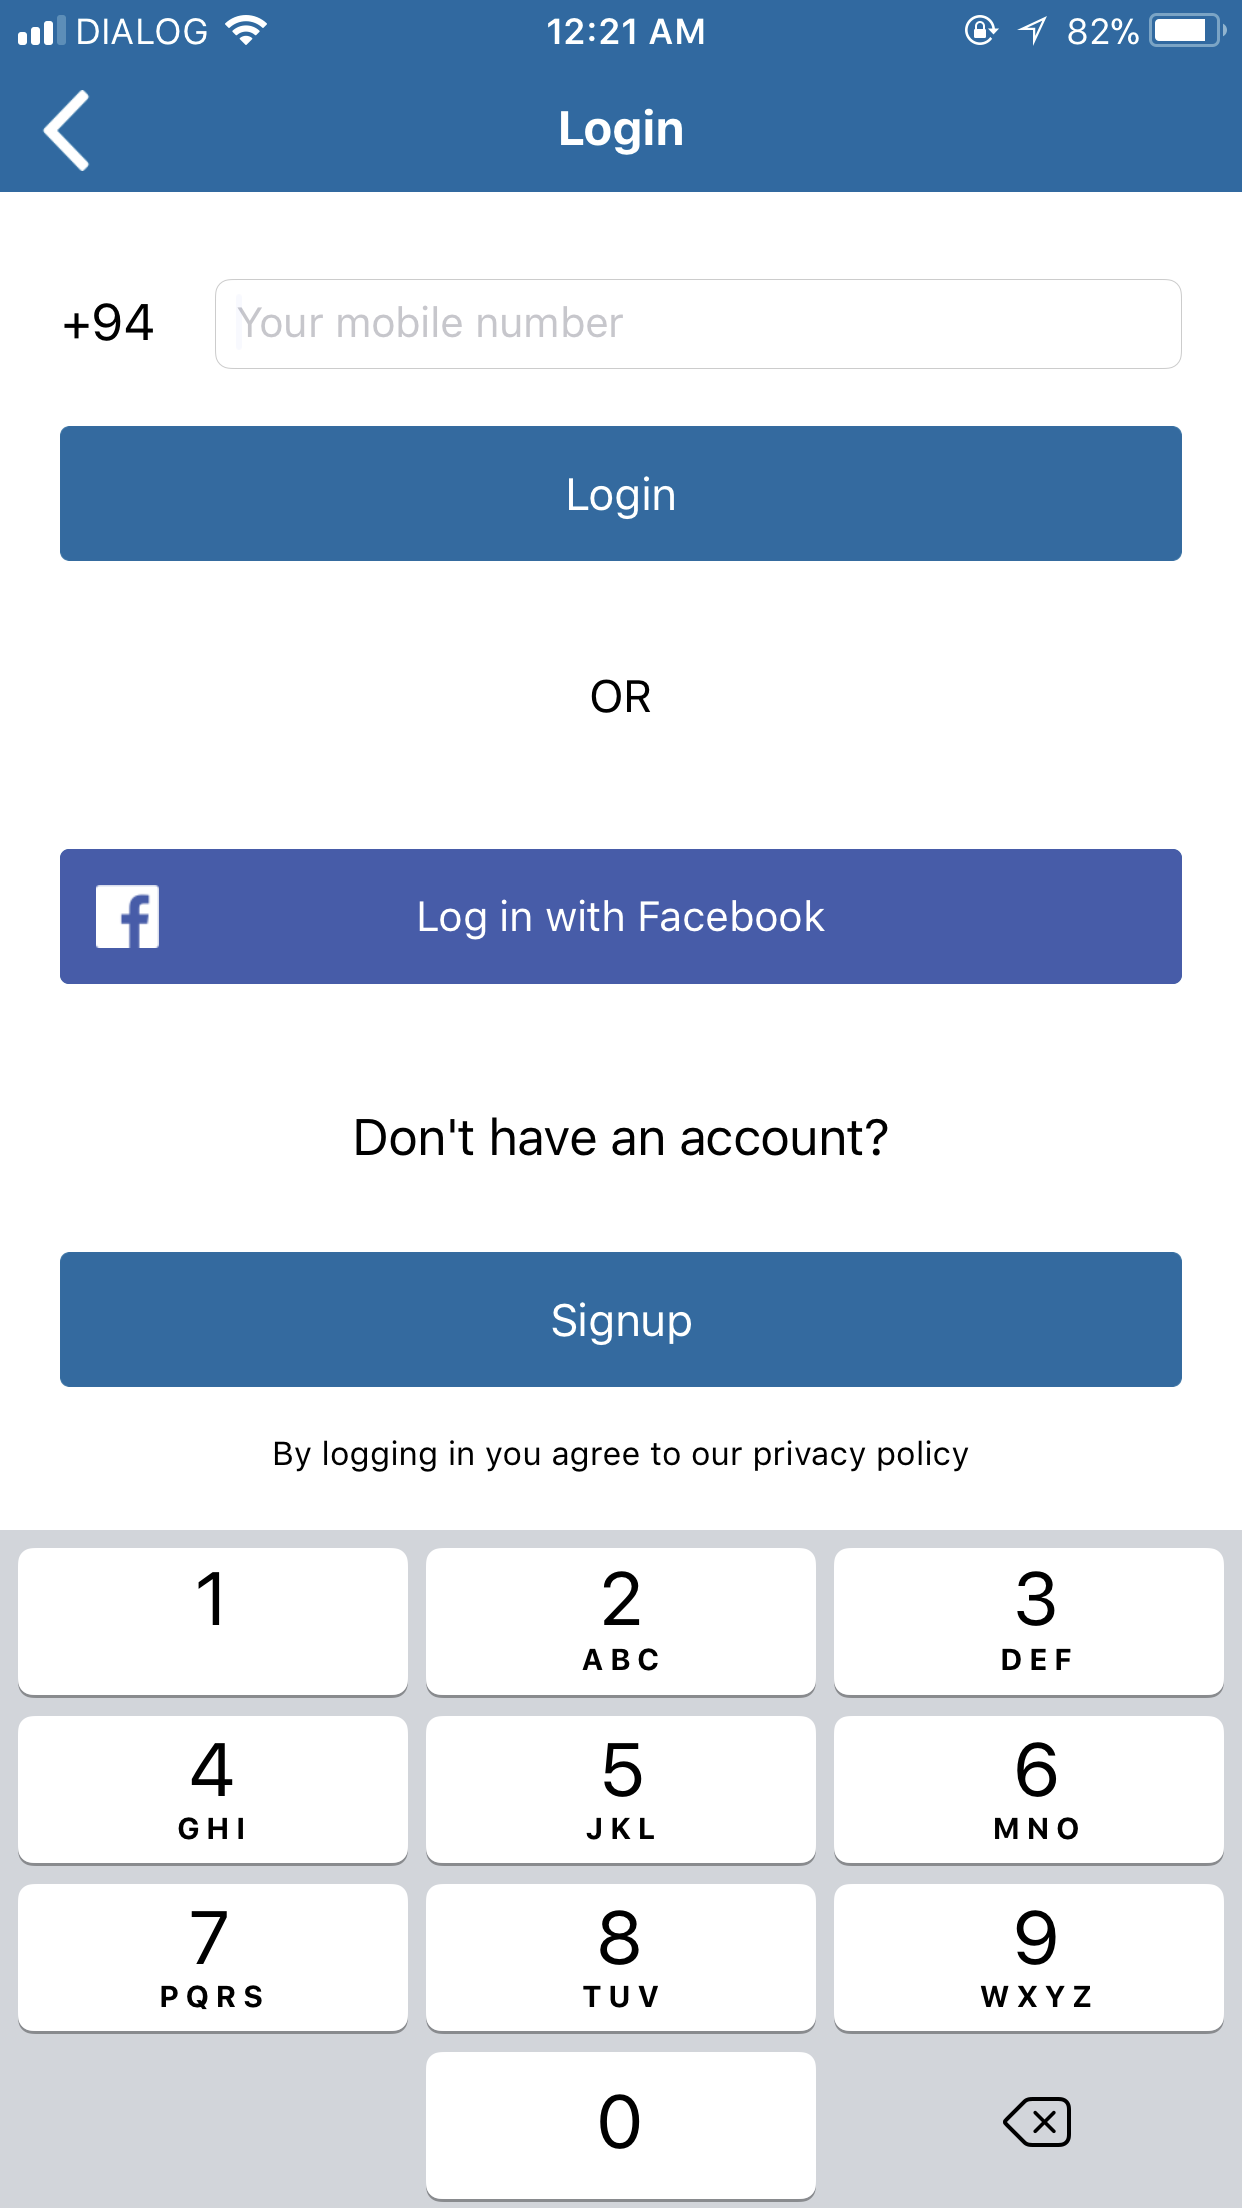 DIALOG 12:21 AM 82%
Login
+94 Your mobile number
Login
OR
Log in with Facebook
Don't have an account?
Signup
By logging in you agree to our privacy policy
1 2 3
ABC DEF
4 5 6
GHI JKL MNO
7 8 9
PQRS TUV WXYZ
0